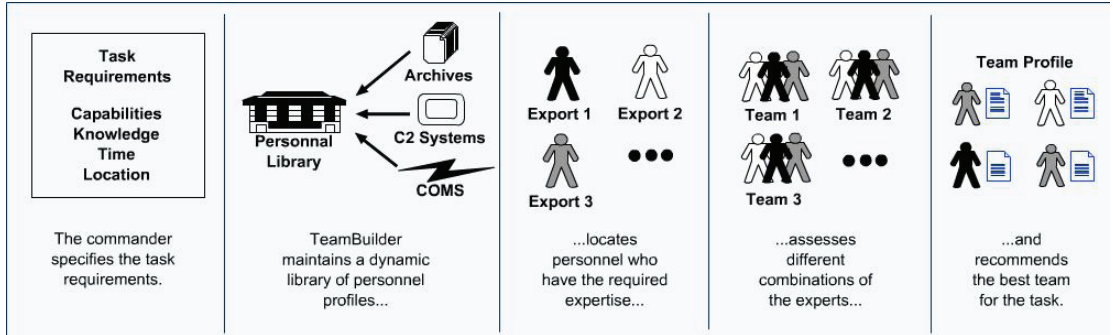 Task
Requirements
Capabilities
Knowledge
Time
Location
The commander
specifies the task
requirements.
Archives
C2 Systems
COMS
Personnal
Library
TeamBuilder
maintains a dynamic
library of personnel
profiles...
Export 1
Export 2
Export 3
...locates
personnel who
have the required
expertise...
Team 1
Team 2
Team 3
...assesses
different
combinations of
the experts...
Team Profile
...and
recommends
the best team
for the task.